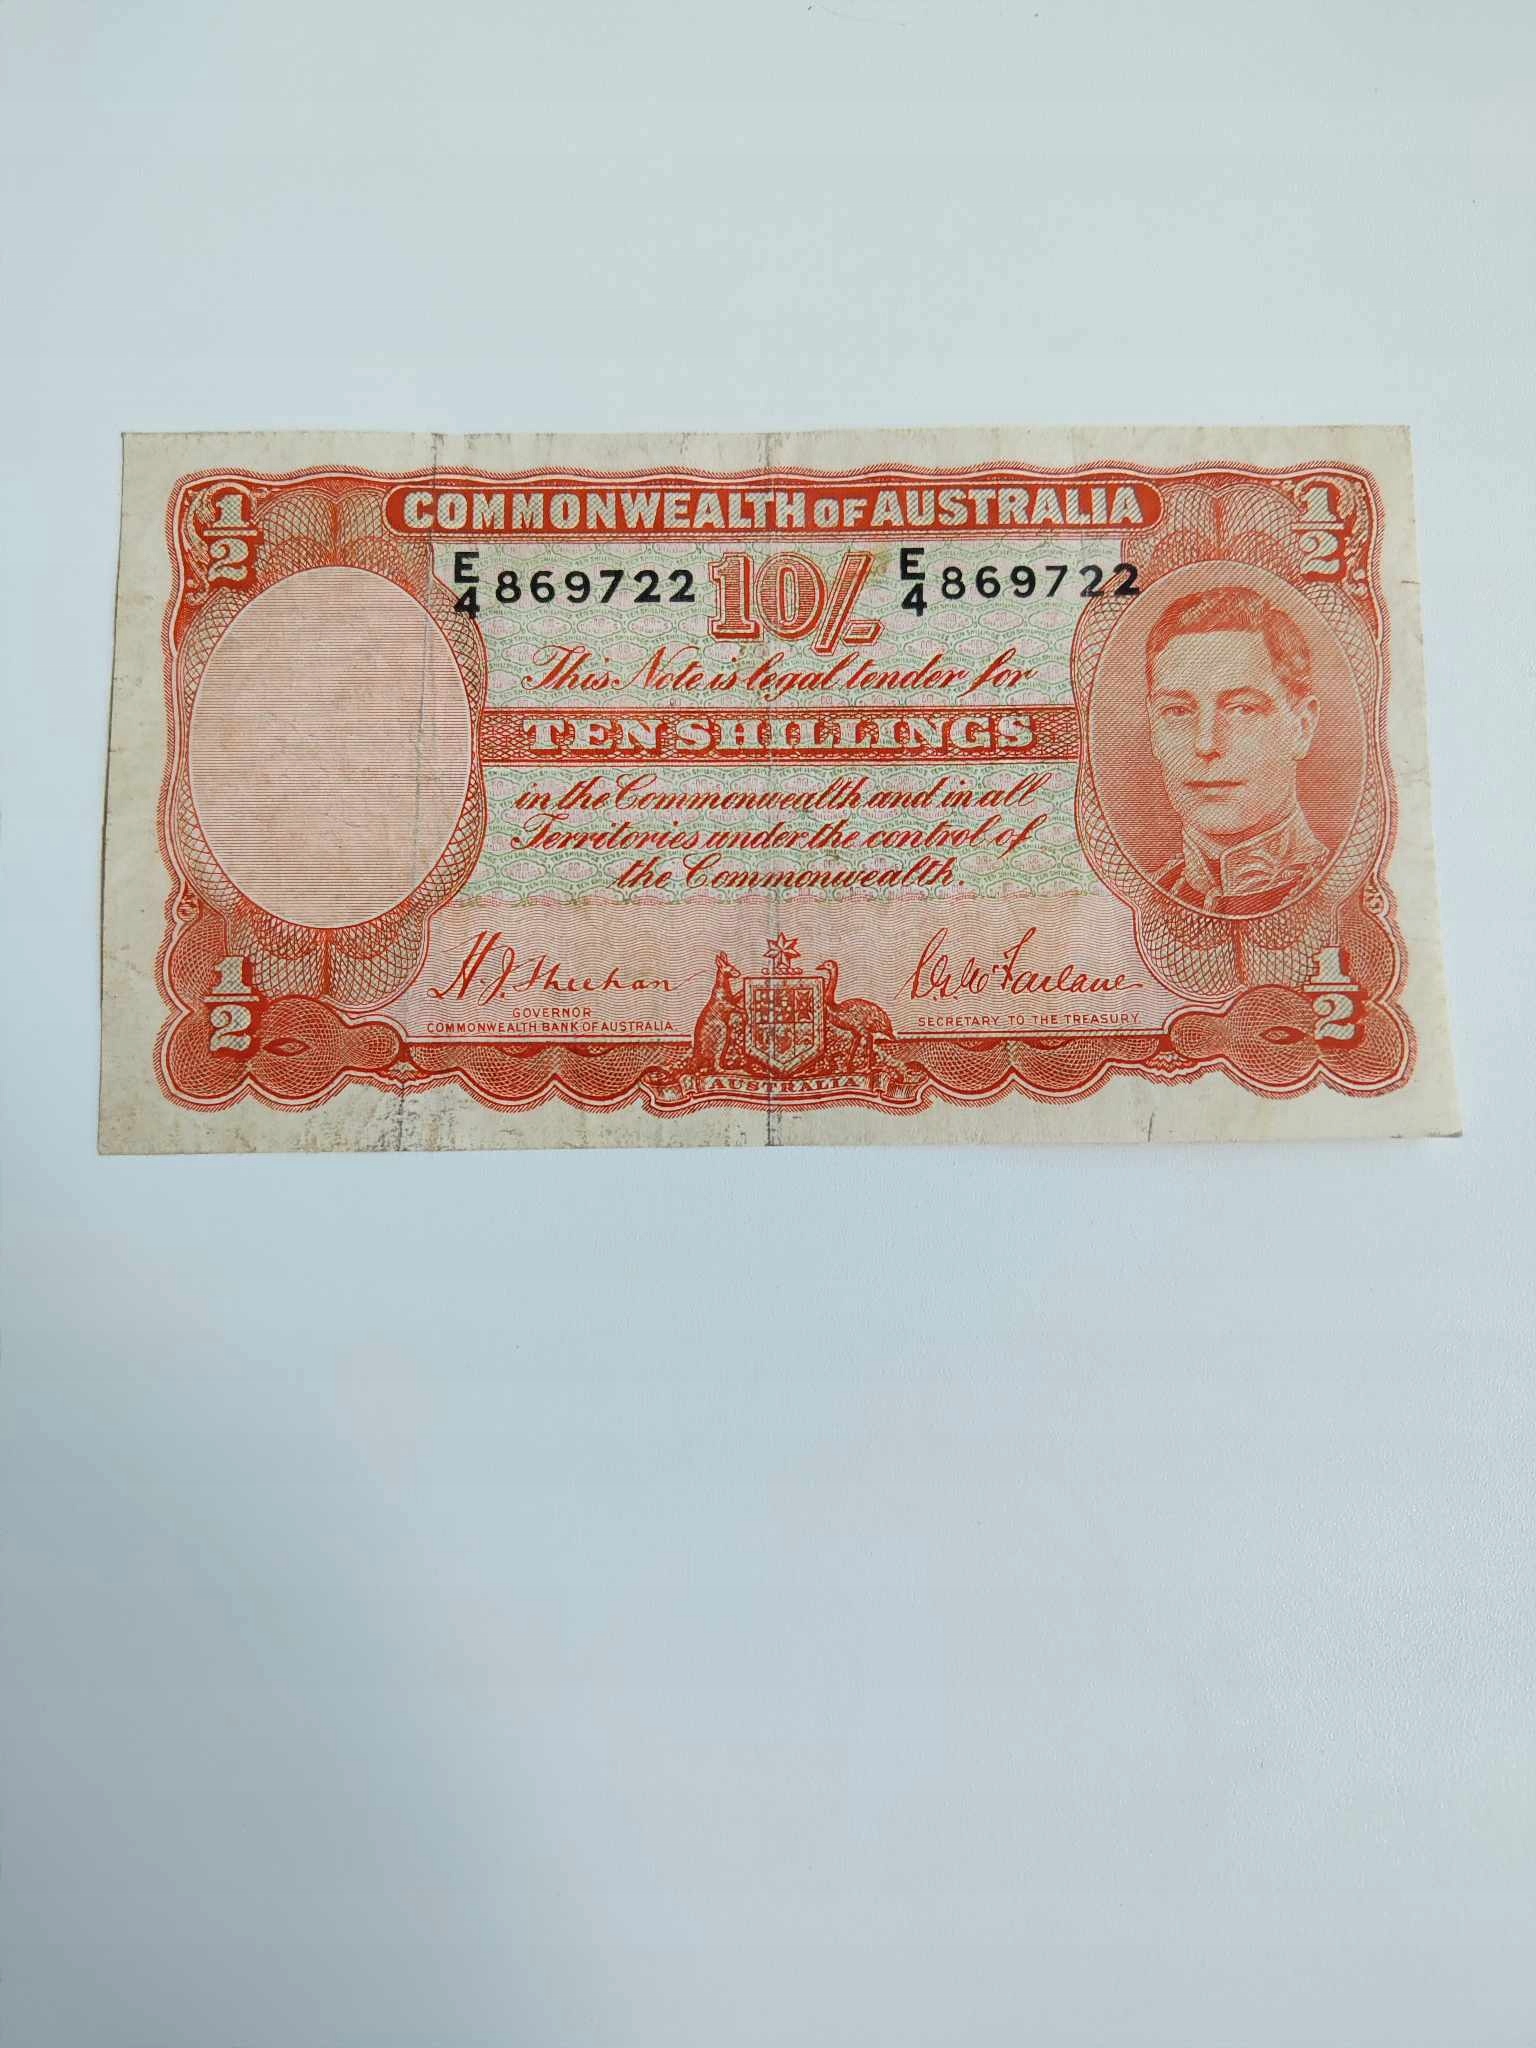 1/2 COMMONWEALTH OF AUSTRALIA 1/2
E/4 869722 10/- E/4 869722
This Note is legal tender for
TEN SHILLINGS
in the Commonwealth and in all
Territories under the control of
the Commonwealth
H.J. Sheehan
GOVERNOR
COMMONWEALTH BANK OF AUSTRALIA.
S.G. McFarlane
SECRETARY TO THE TREASURY.
1/2 AUSTRALIA 1/2